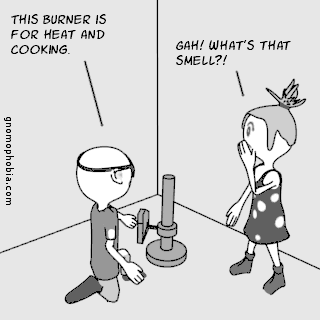 THIS BURNER IS
FOR HEAT AND
COOKING.
GAH! WHAT'S THAT
SMELL?!
gnomophobia.com